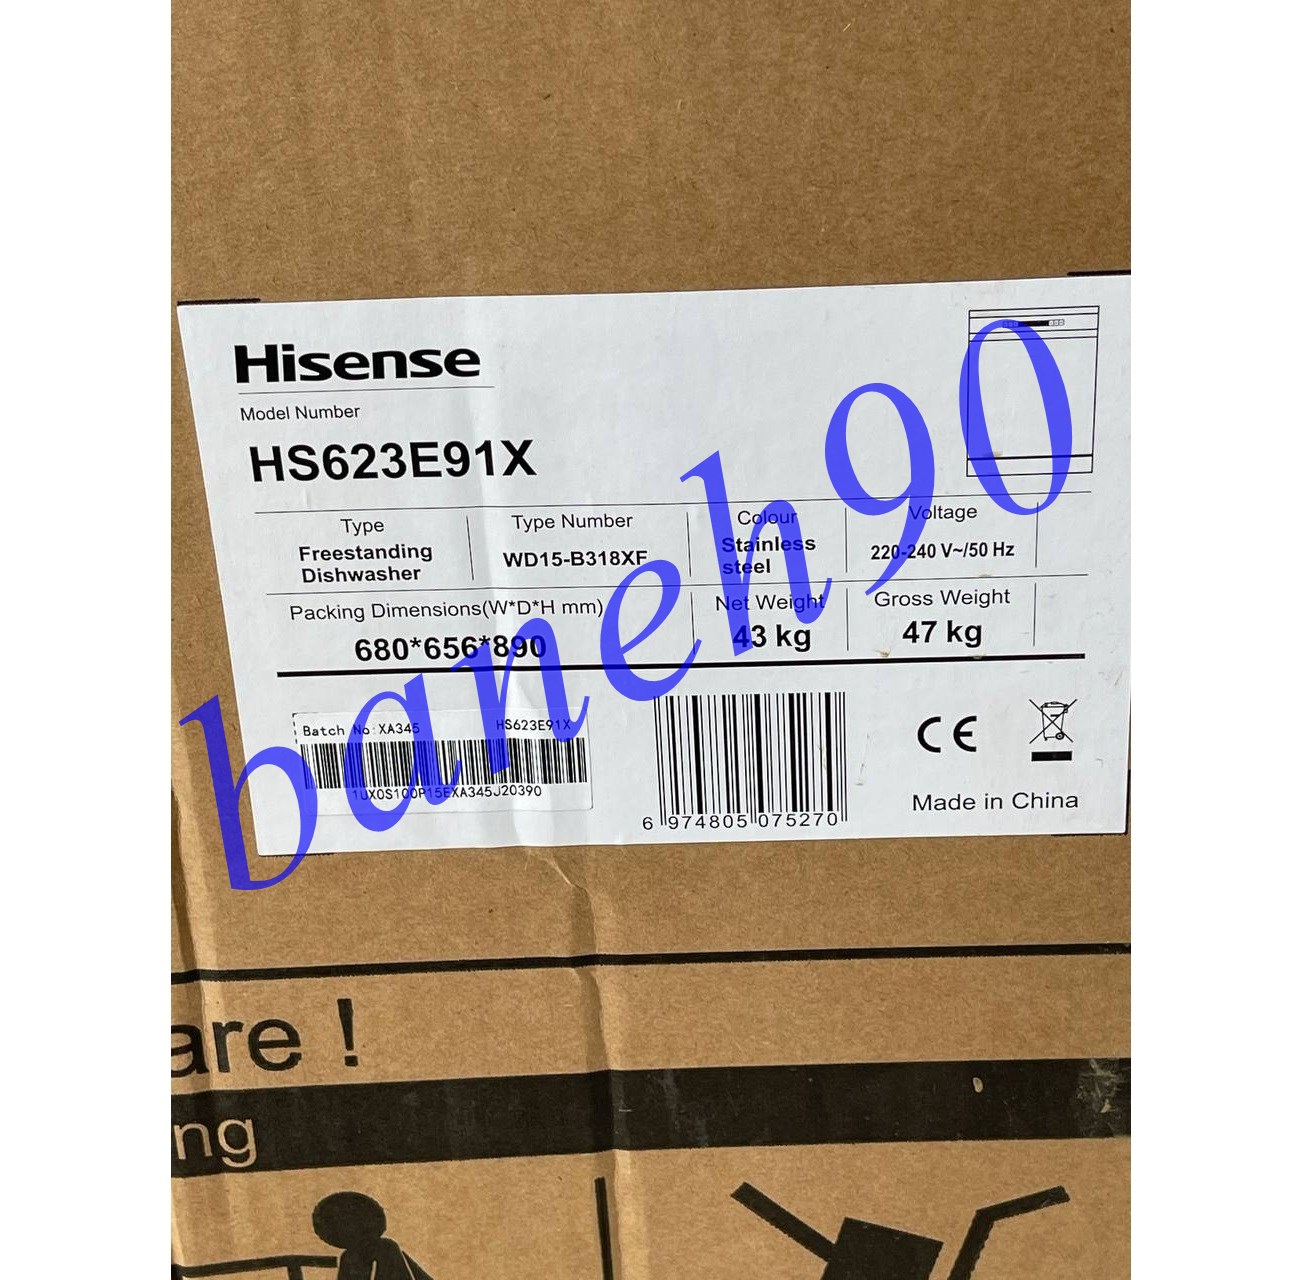 Hisense
Model Number
HS623E91X
Type
Freestanding
Dishwasher
Type Number
WD15-B318XF
Colour
Stainless
steel
Voltage
220-240 V~/50 Hz
Packing Dimensions(W*D*H mm)
680*656*890
Net Weight
43 kg
Gross Weight
47 kg
Batch No:XA345 HS623E91X
1UX0S100P15EXA345J20390
6 974805 075270
CE
Made in China
baneh90
are !
ng